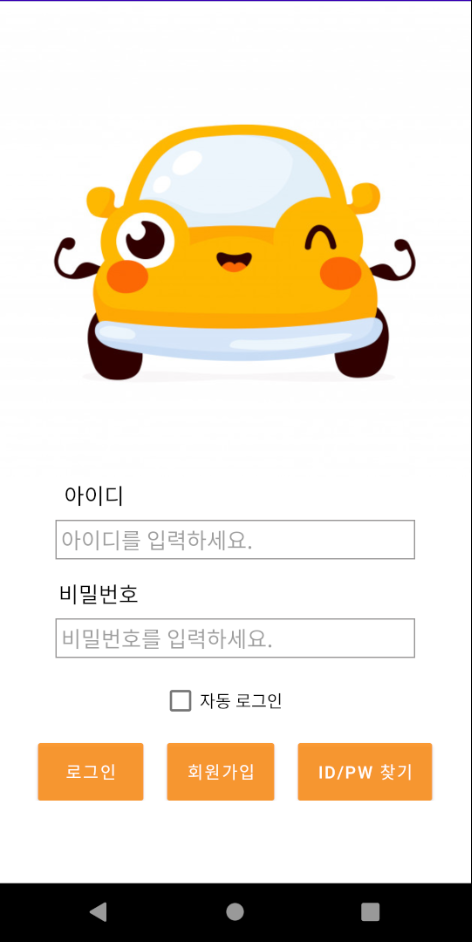 아이디
아이디를 입력하세요.
비밀번호
비밀번호를 입력하세요.
자동 로그인
로그인 회원가입 ID/PW 찾기